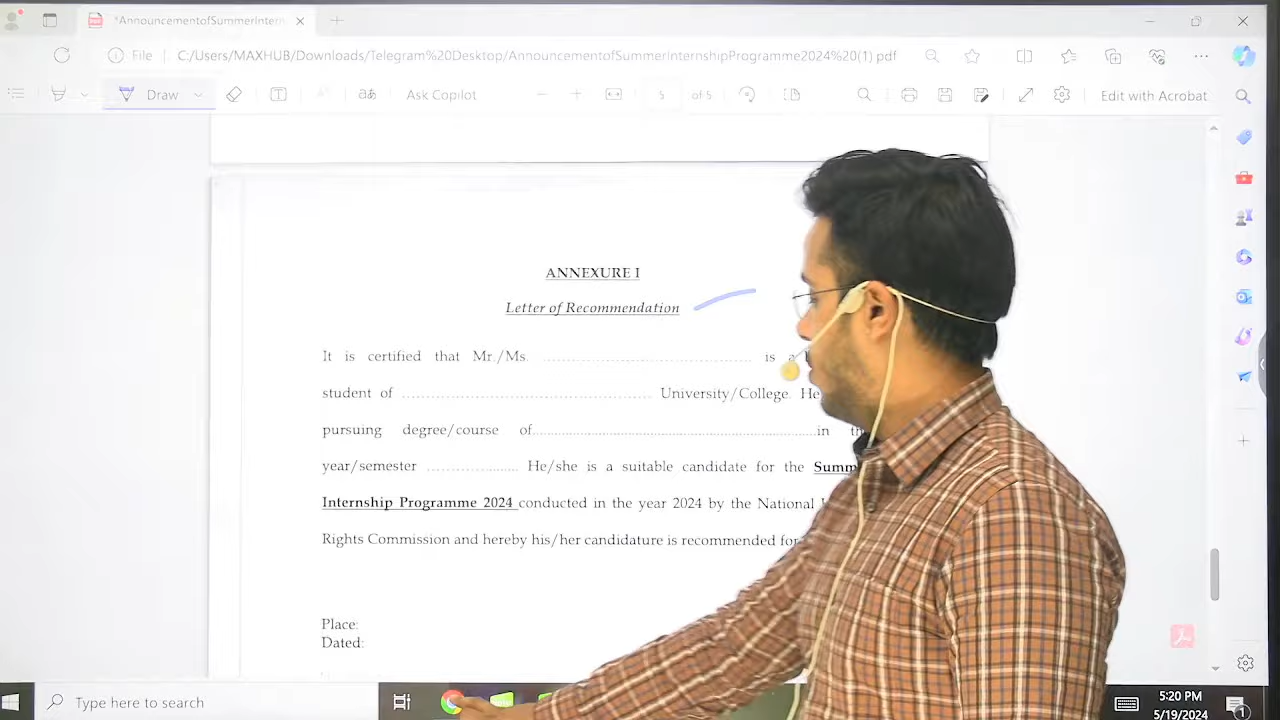 *AnnouncementofSummerIntern
File
C:/Users/MAXHUB/Downloads/Telegram%20Desktop/AnnouncementofSummerInternshipProgramme2024%20(1).pdf
Draw
Ask Copilot
5 of 5
Edit with Acrobat
ANNEXURE I
Letter of Recommendation
It is certified that Mr./Ms. ........................................ is a
student of ................................................ University/College. He
pursuing degree/course of......................................................in
year/semester ................... He/she is a suitable candidate for the
Internship Programme 2024 conducted in the year 2024 by the National
Rights Commission and hereby his/her candidature is recommended for
Place:
Dated:
Type here to search
5:20 PM
5/19/2024